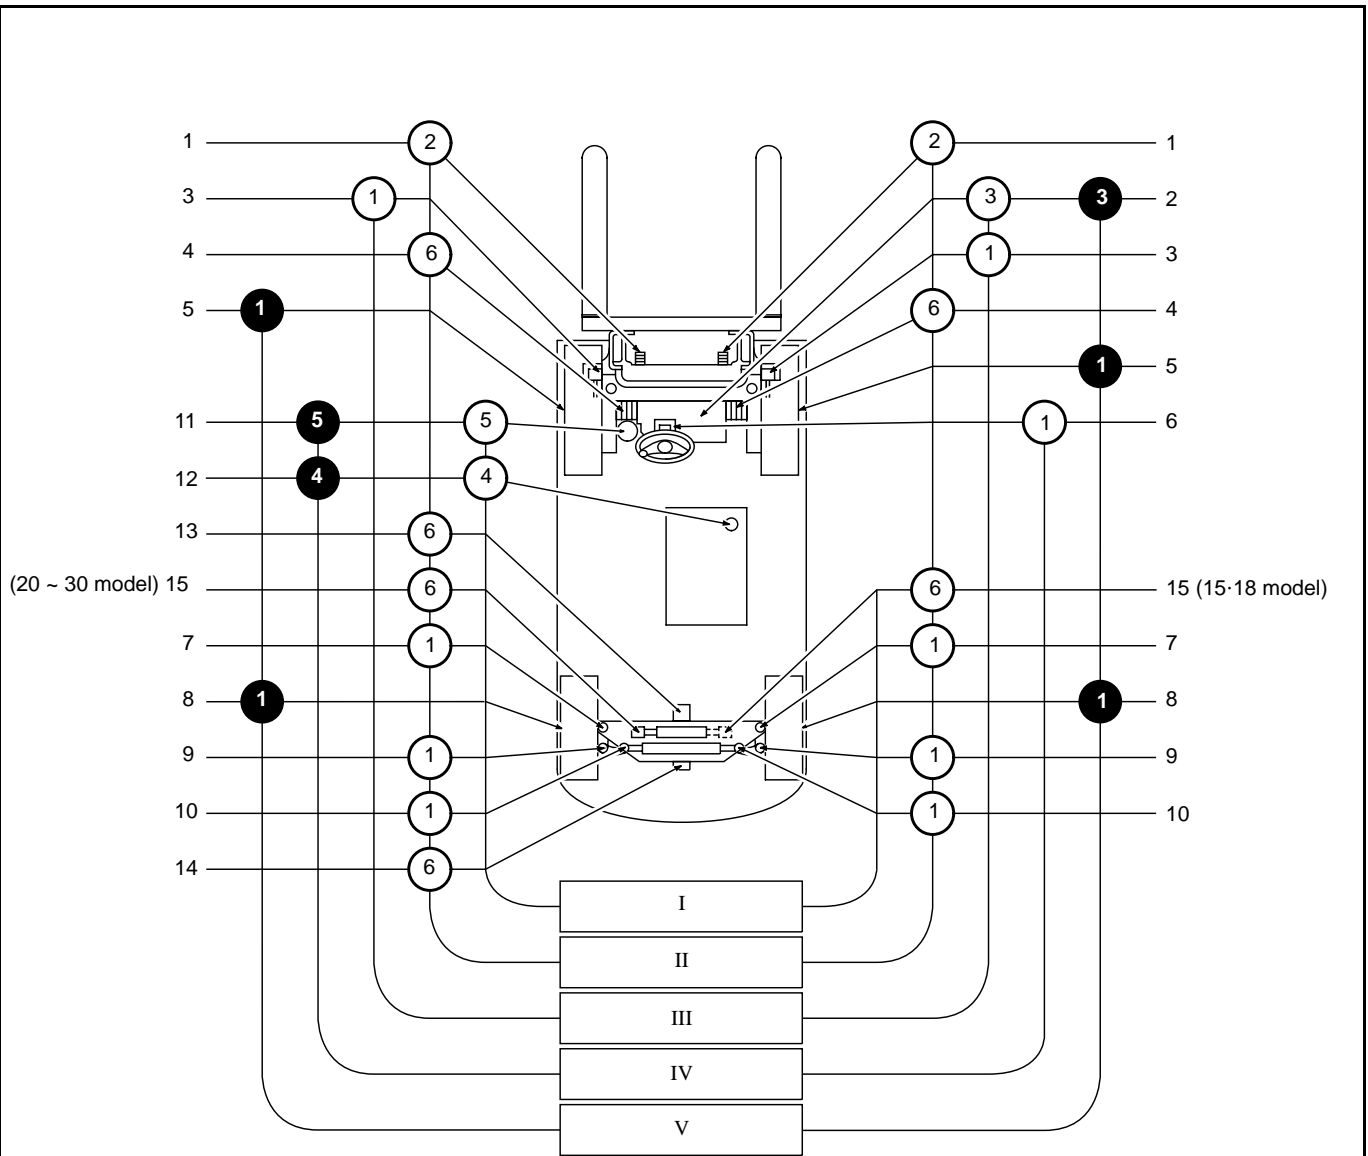 1 2 2 1
3 1 3 3 2
4 6 1 3
5 1 6 4
1 5
11 5 5 1 6
12 4 4
13 6
(20 ~ 30 model) 15 6 6 15 (15·18 model)
7 1 1 7
8 1 1 8
9 1 1 9
10 1 1 10
14 6
I
II
III
IV
V